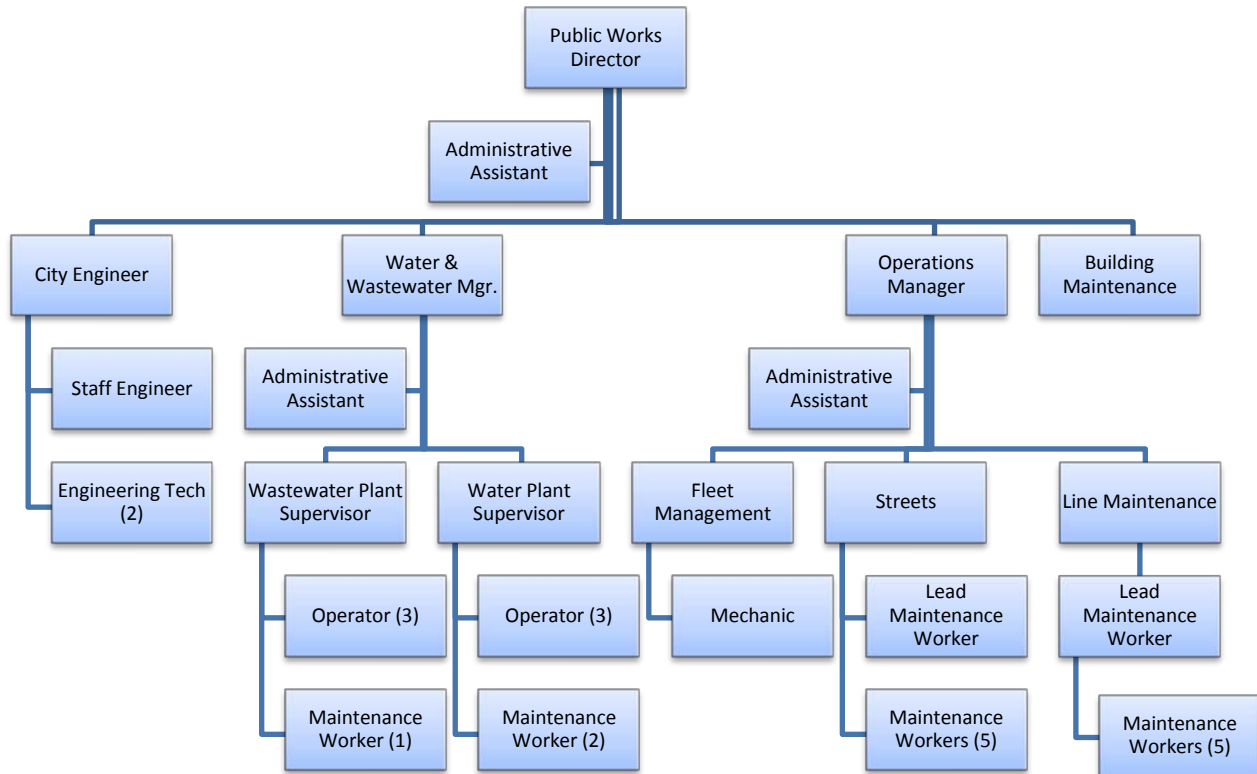 Public Works
Director
Administrative
Assistant
City Engineer
Water &
Wastewater Mgr.
Operations
Manager
Building
Maintenance
Staff Engineer
Administrative
Assistant
Administrative
Assistant
Engineering Tech
(2)
Wastewater Plant
Supervisor
Water Plant
Supervisor
Fleet
Management
Streets
Line Maintenance
Operator (3)
Operator (3)
Mechanic
Lead
Maintenance
Worker
Lead
Maintenance
Worker
Maintenance
Worker (1)
Maintenance
Worker (2)
Maintenance
Workers (5)
Maintenance
Workers (5)